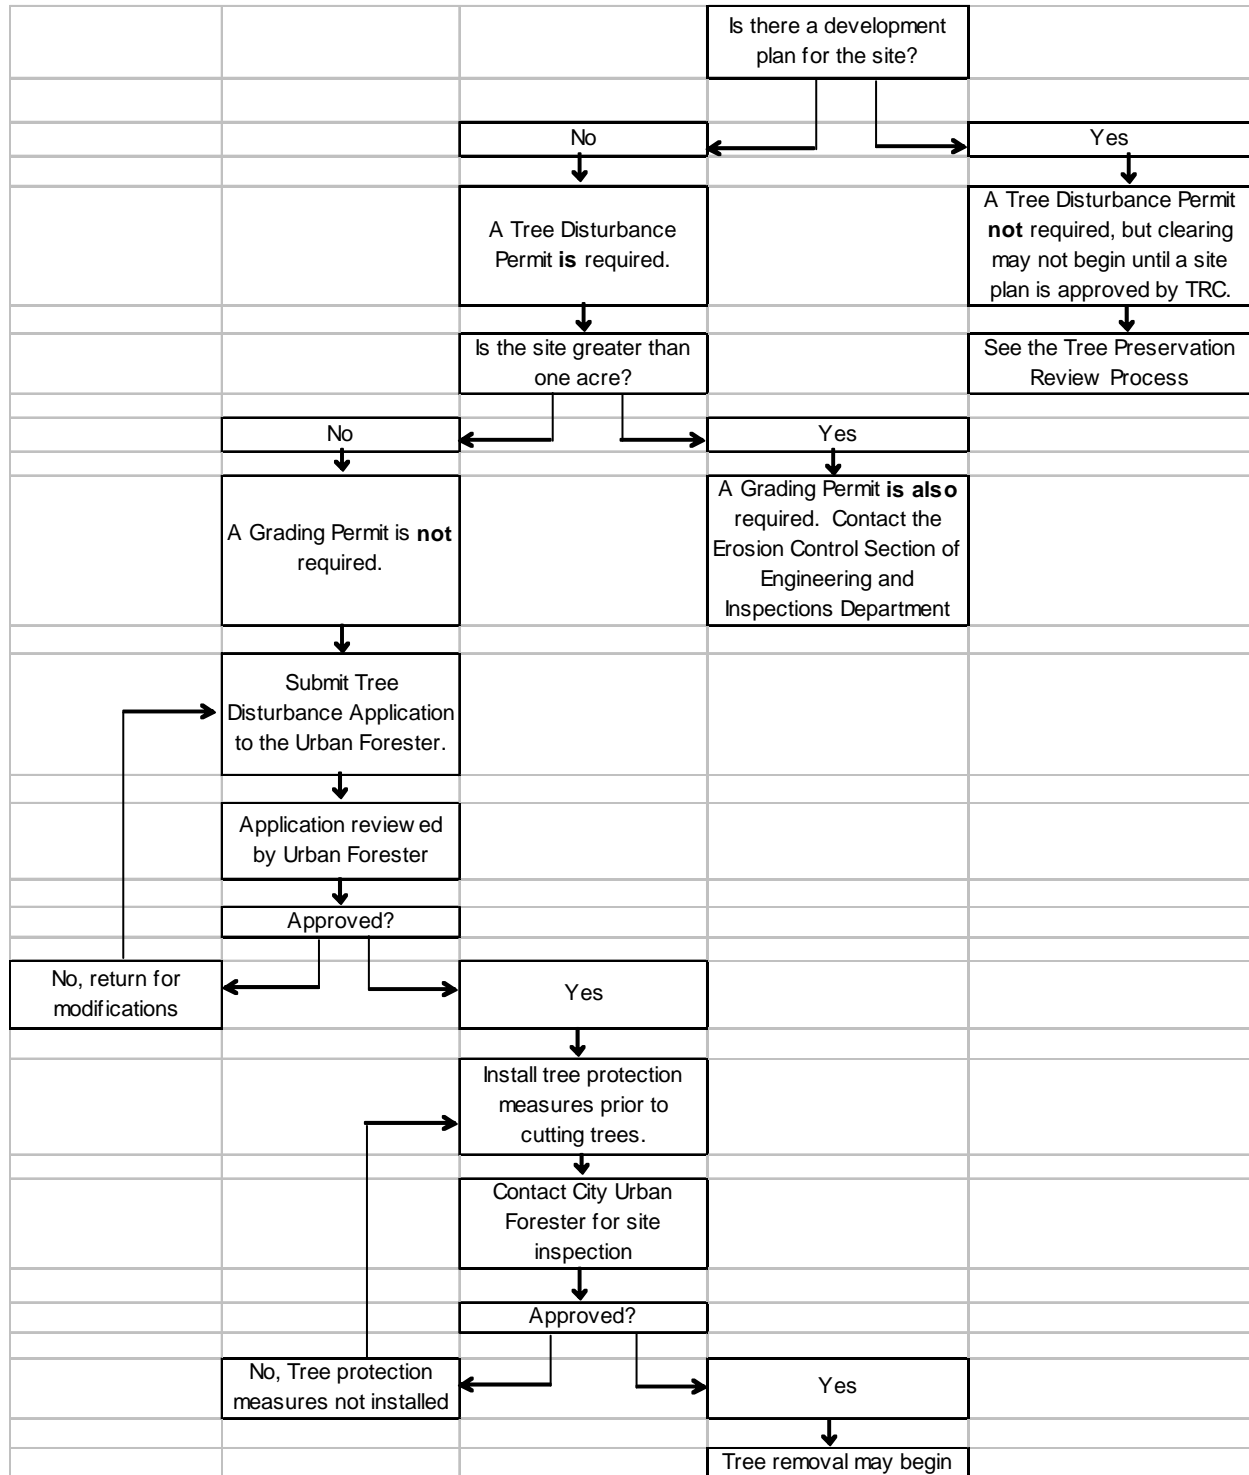 Is there a development
plan for the site?
No
Yes
A Tree Disturbance
Permit is required.
A Tree Disturbance Permit
not required, but clearing
may not begin until a site
plan is approved by TRC.
Is the site greater than
one acre?
See the Tree Preservation
Review Process
No
Yes
A Grading Permit is not
required.
A Grading Permit is also
required. Contact the
Erosion Control Section of
Engineering and
Inspections Department
Submit Tree
Disturbance Application
to the Urban Forester.
Application reviewed
by Urban Forester
Approved?
No, return for
modifications
Yes
Install tree protection
measures prior to
cutting trees.
Contact City Urban
Forester for site
inspection
Approved?
No, Tree protection
measures not installed
Yes
Tree removal may begin